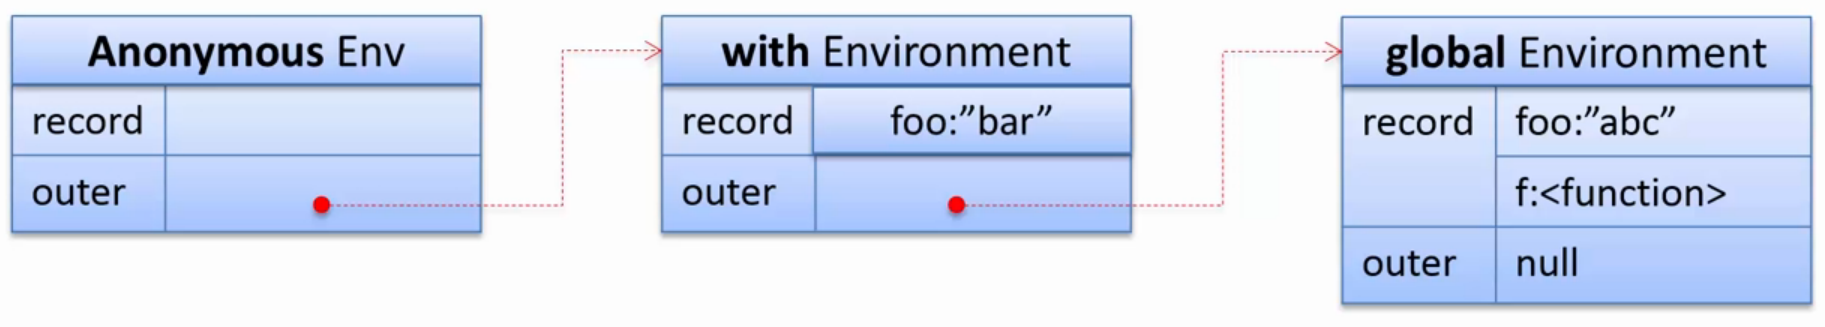 Anonymous Env
record
outer
with Environment
record foo:”bar”
outer
global Environment
record foo:”abc”
f:<function>
outer null